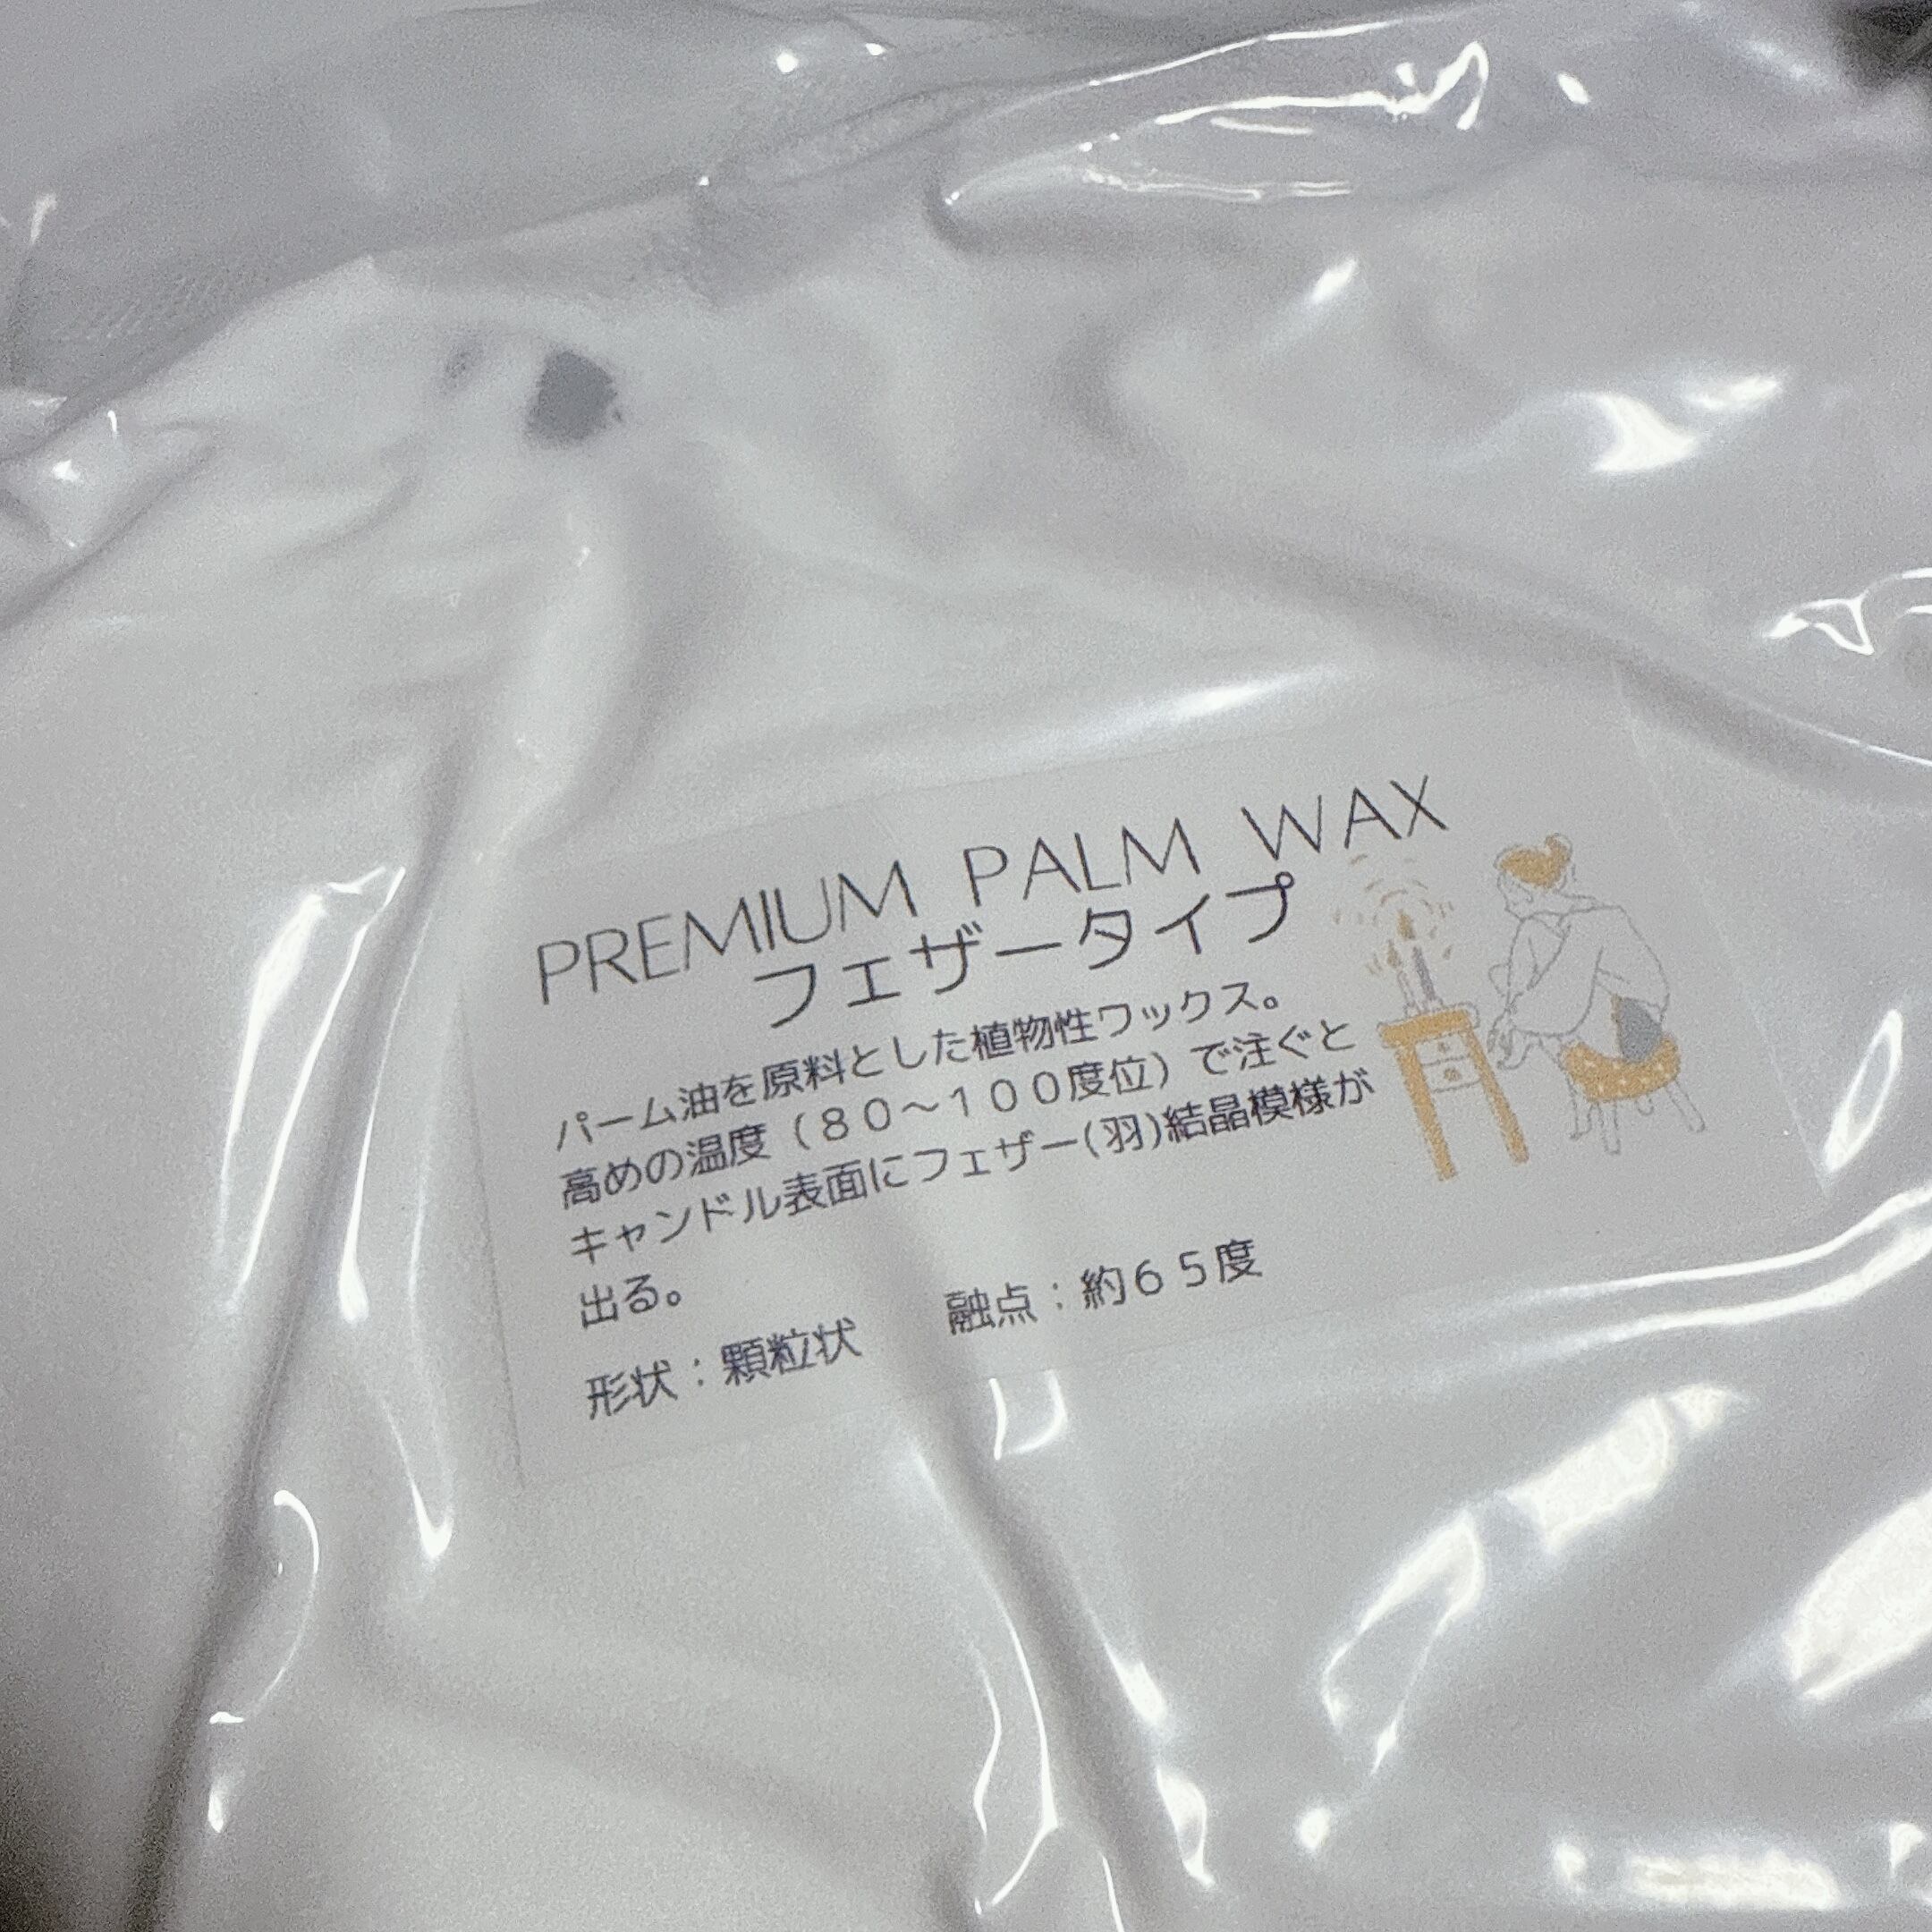 PREMIUM PALM WAX
フェザータイプ
パーム油を原料とした植物性ワックス。
高めの温度（８０〜１００度位）で注ぐと
キャンドル表面にフェザー(羽)結晶模様が
出る。
形状：顆粒状　　融点：約６５度